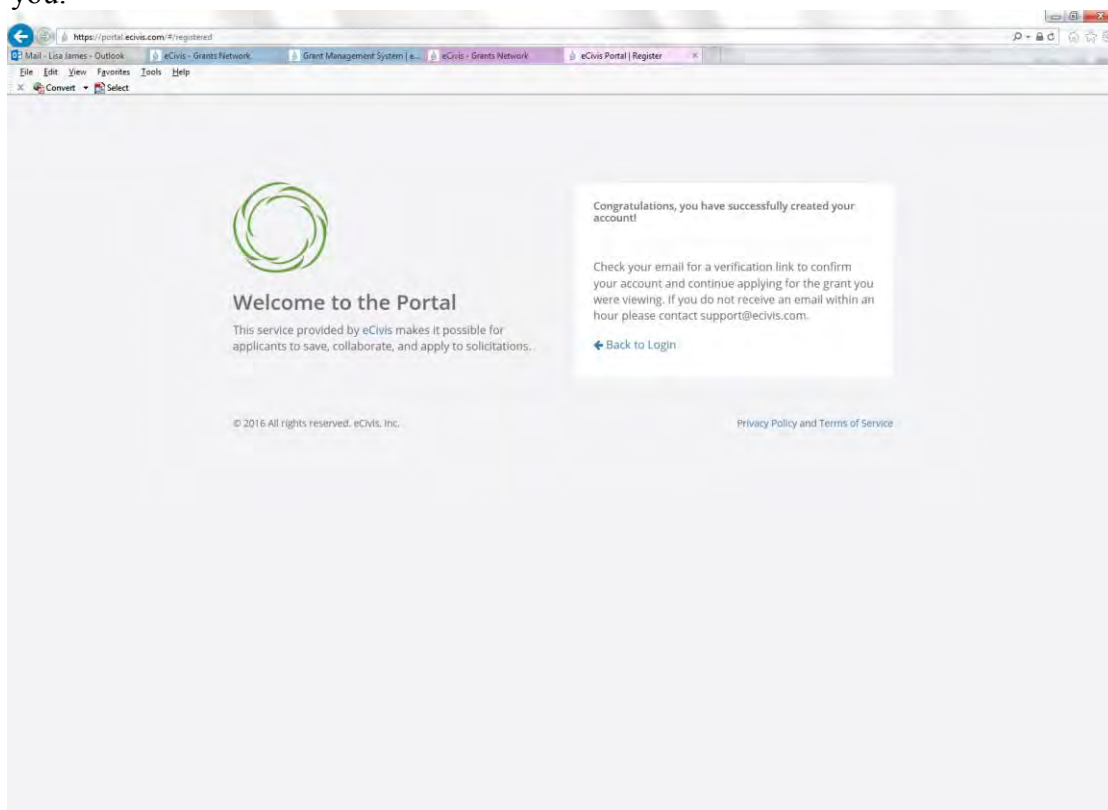 you.
https://portal.ecivis.com/#/registered
Mail - Lisa James - Outlook
eCivis - Grants Network
Grant Management System | e...
eCivis - Grants Network
eCivis Portal | Register
File Edit View Favorites Tools Help
Convert Select
Welcome to the Portal
This service provided by eCivis makes it possible for
applicants to save, collaborate, and apply to solicitations.
Congratulations, you have successfully created your
account!
Check your email for a verification link to confirm
your account and continue applying for the grant you
were viewing. If you do not receive an email within an
hour please contact support@ecivis.com.
Back to Login
© 2016 All rights reserved. eCivis, Inc.
Privacy Policy and Terms of Service